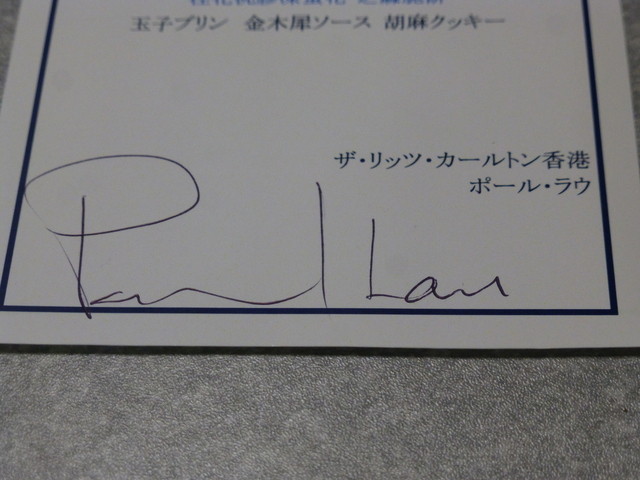 玉子プリン 金木犀ソース 胡麻クッキー
ザ・リッツ・カールトン香港
ポール・ラウ
Paul Lau